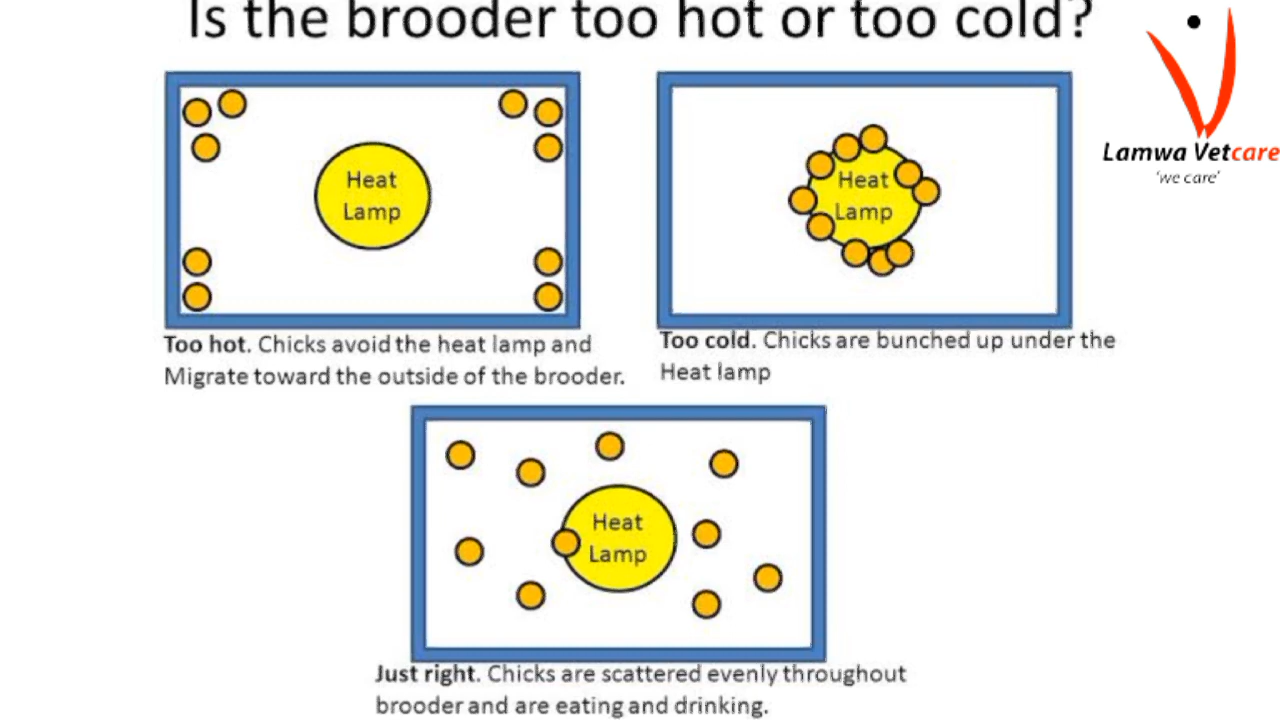 Is the brooder too hot or too cold?
Lamwa Vetcare
'we care'
Heat
Lamp
Heat
Lamp
Too hot. Chicks avoid the heat lamp and
Migrate toward the outside of the brooder.
Too cold. Chicks are bunched up under the
Heat lamp
Heat
Lamp
Just right. Chicks are scattered evenly throughout
brooder and are eating and drinking.